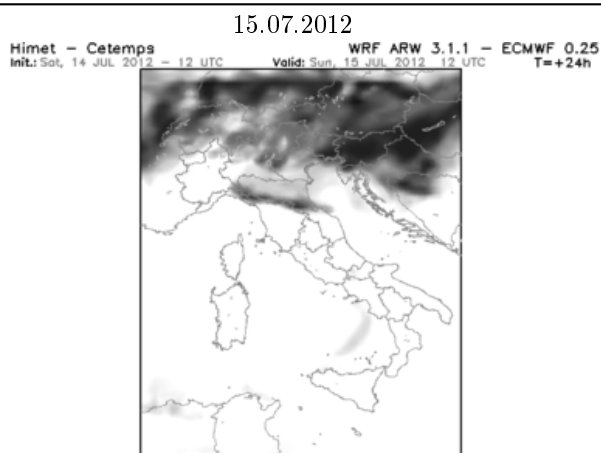 15.07.2012
Himet – Cetemps WRF ARW 3.1.1 – ECMWF 0.25
Init.: Sat, 14 JUL 2012 – 12 UTC Valid: Sun, 15 JUL 2012 12 UTC T=+24h